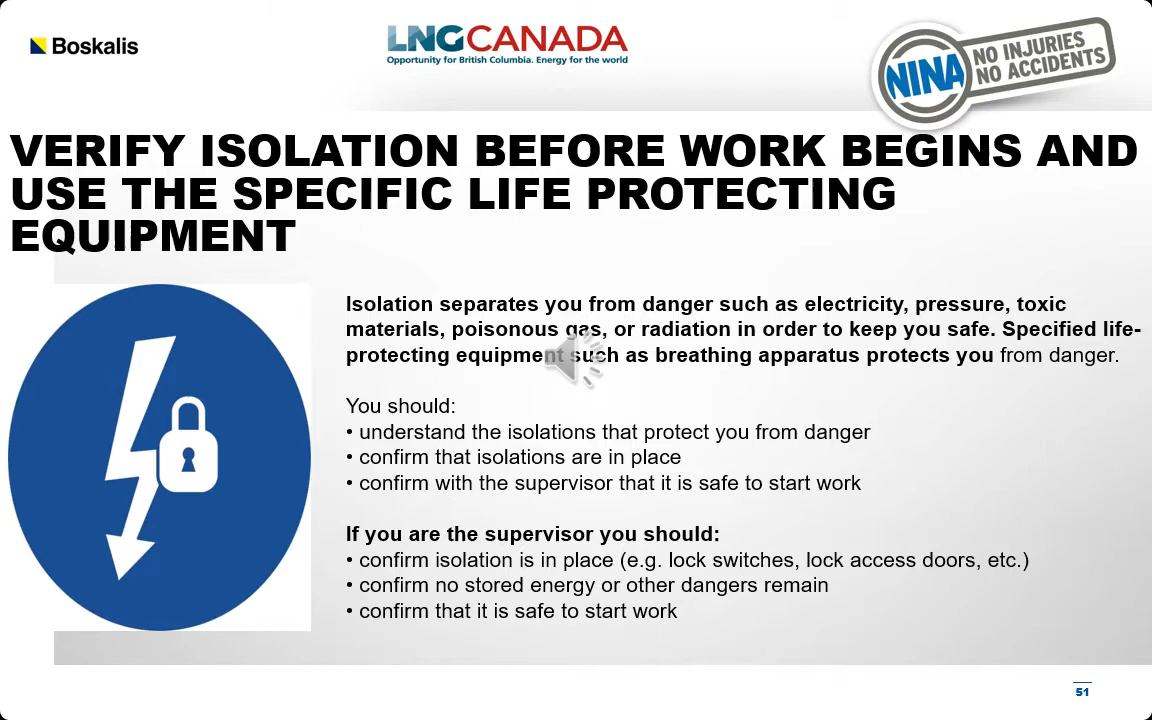 Boskalis
LNGCANADA
Opportunity for British Columbia. Energy for the world
NINA
NO INJURIES
NO ACCIDENTS
VERIFY ISOLATION BEFORE WORK BEGINS AND
USE THE SPECIFIC LIFE PROTECTING
EQUIPMENT
Isolation separates you from danger such as electricity, pressure, toxic
materials, poisonous gas, or radiation in order to keep you safe. Specified life-
protecting equipment such as breathing apparatus protects you from danger.
You should:
• understand the isolations that protect you from danger
• confirm that isolations are in place
• confirm with the supervisor that it is safe to start work
If you are the supervisor you should:
• confirm isolation is in place (e.g. lock switches, lock access doors, etc.)
• confirm no stored energy or other dangers remain
• confirm that it is safe to start work
51